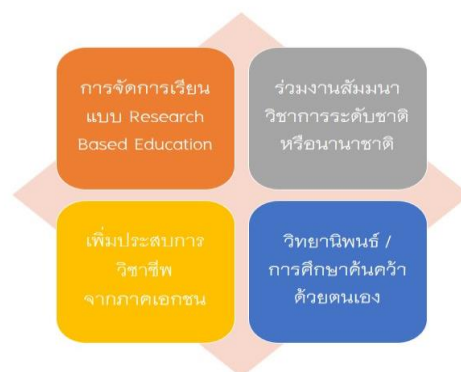 การจัดการเรียน
แบบ Research
Based Education
ร่วมงานสัมมนา
วิชาการระดับชาติ
หรือนานาชาติ
เพิ่มประสบการ
วิชาชีพ
จากภาคเอกชน
วิทยานิพนธ์ /
การศึกษาค้นคว้า
ด้วยตนเอง